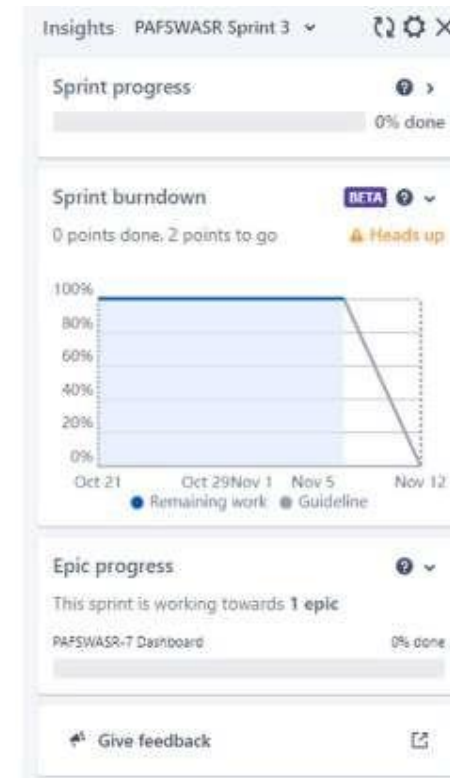 Insights PAFSWASR Sprint 3
Sprint progress
0% done
Sprint burndown BETA
0 points done, 2 points to go Heads up
100%
80%
60%
40%
20%
0%
Oct 21 Oct 29 Nov 1 Nov 5 Nov 12
Remaining work Guideline
Epic progress
This sprint is working towards 1 epic
PAFSWASR-7 Dashboard 0% done
Give feedback